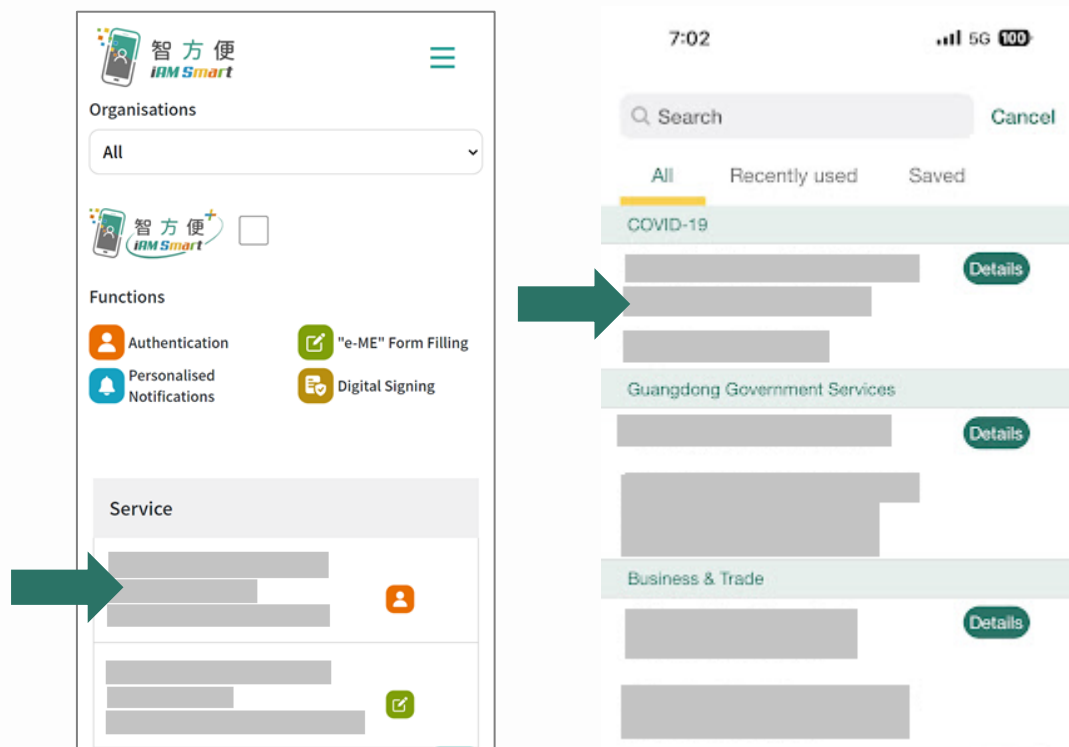 智方便
iAM Smart
Organisations
All
智方便+
iAM Smart
Functions
Authentication
"e-ME" Form Filling
Personalised
Notifications
Digital Signing
Service
7:02
5G 100
Search
Cancel
All Recently used Saved
COVID-19
Details
Guangdong Government Services
Details
Business & Trade
Details